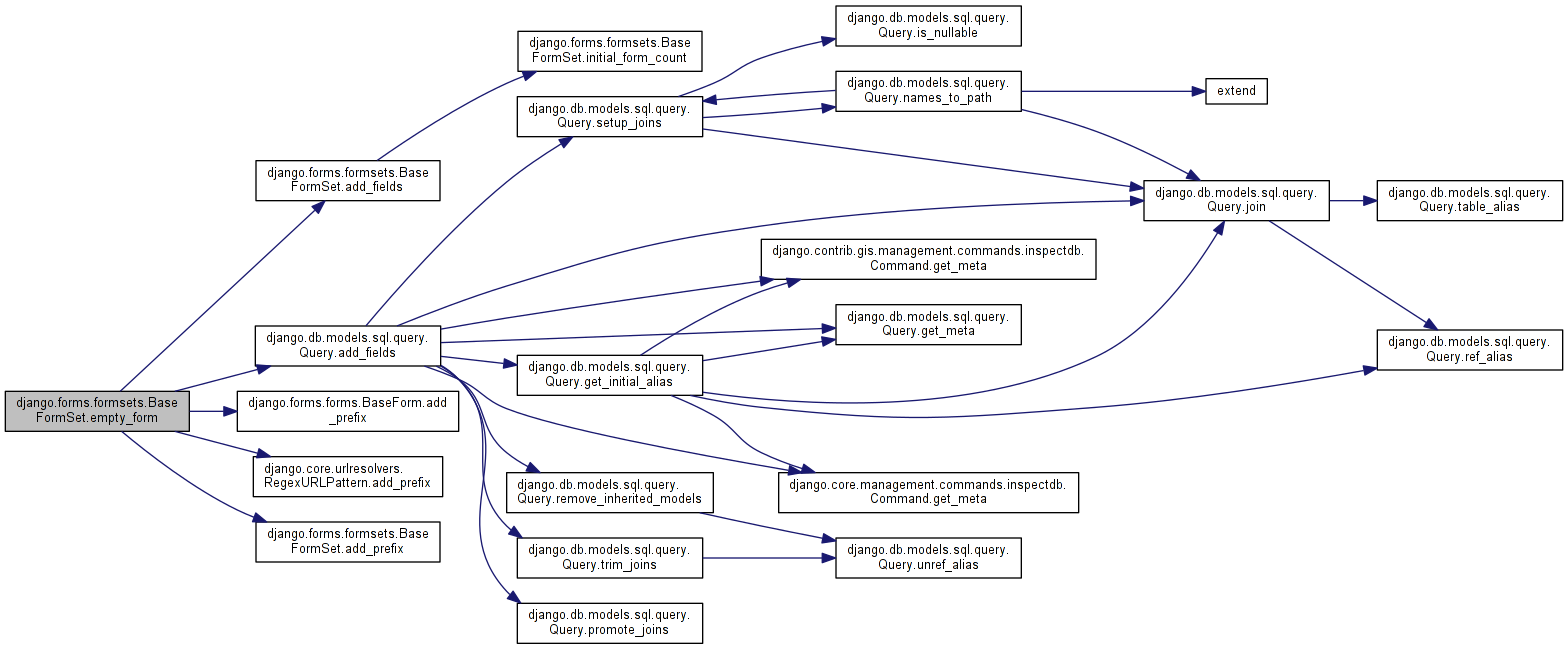 django.forms.formsets.Base
FormSet.empty_form
django.forms.formsets.Base
FormSet.add_fields
django.db.models.sql.query.
Query.add_fields
django.forms.forms.BaseForm.add
_prefix
django.core.urlresolvers.
RegexURLPattern.add_prefix
django.forms.formsets.Base
FormSet.add_prefix
django.forms.formsets.Base
FormSet.initial_form_count
django.db.models.sql.query.
Query.setup_joins
django.db.models.sql.query.
Query.get_initial_alias
django.db.models.sql.query.
Query.remove_inherited_models
django.db.models.sql.query.
Query.trim_joins
django.db.models.sql.query.
Query.promote_joins
django.db.models.sql.query.
Query.is_nullable
django.db.models.sql.query.
Query.names_to_path
django.contrib.gis.management.commands.inspectdb.
Command.get_meta
django.db.models.sql.query.
Query.get_meta
django.core.management.commands.inspectdb.
Command.get_meta
django.db.models.sql.query.
Query.unref_alias
extend
django.db.models.sql.query.
Query.join
django.db.models.sql.query.
Query.table_alias
django.db.models.sql.query.
Query.ref_alias